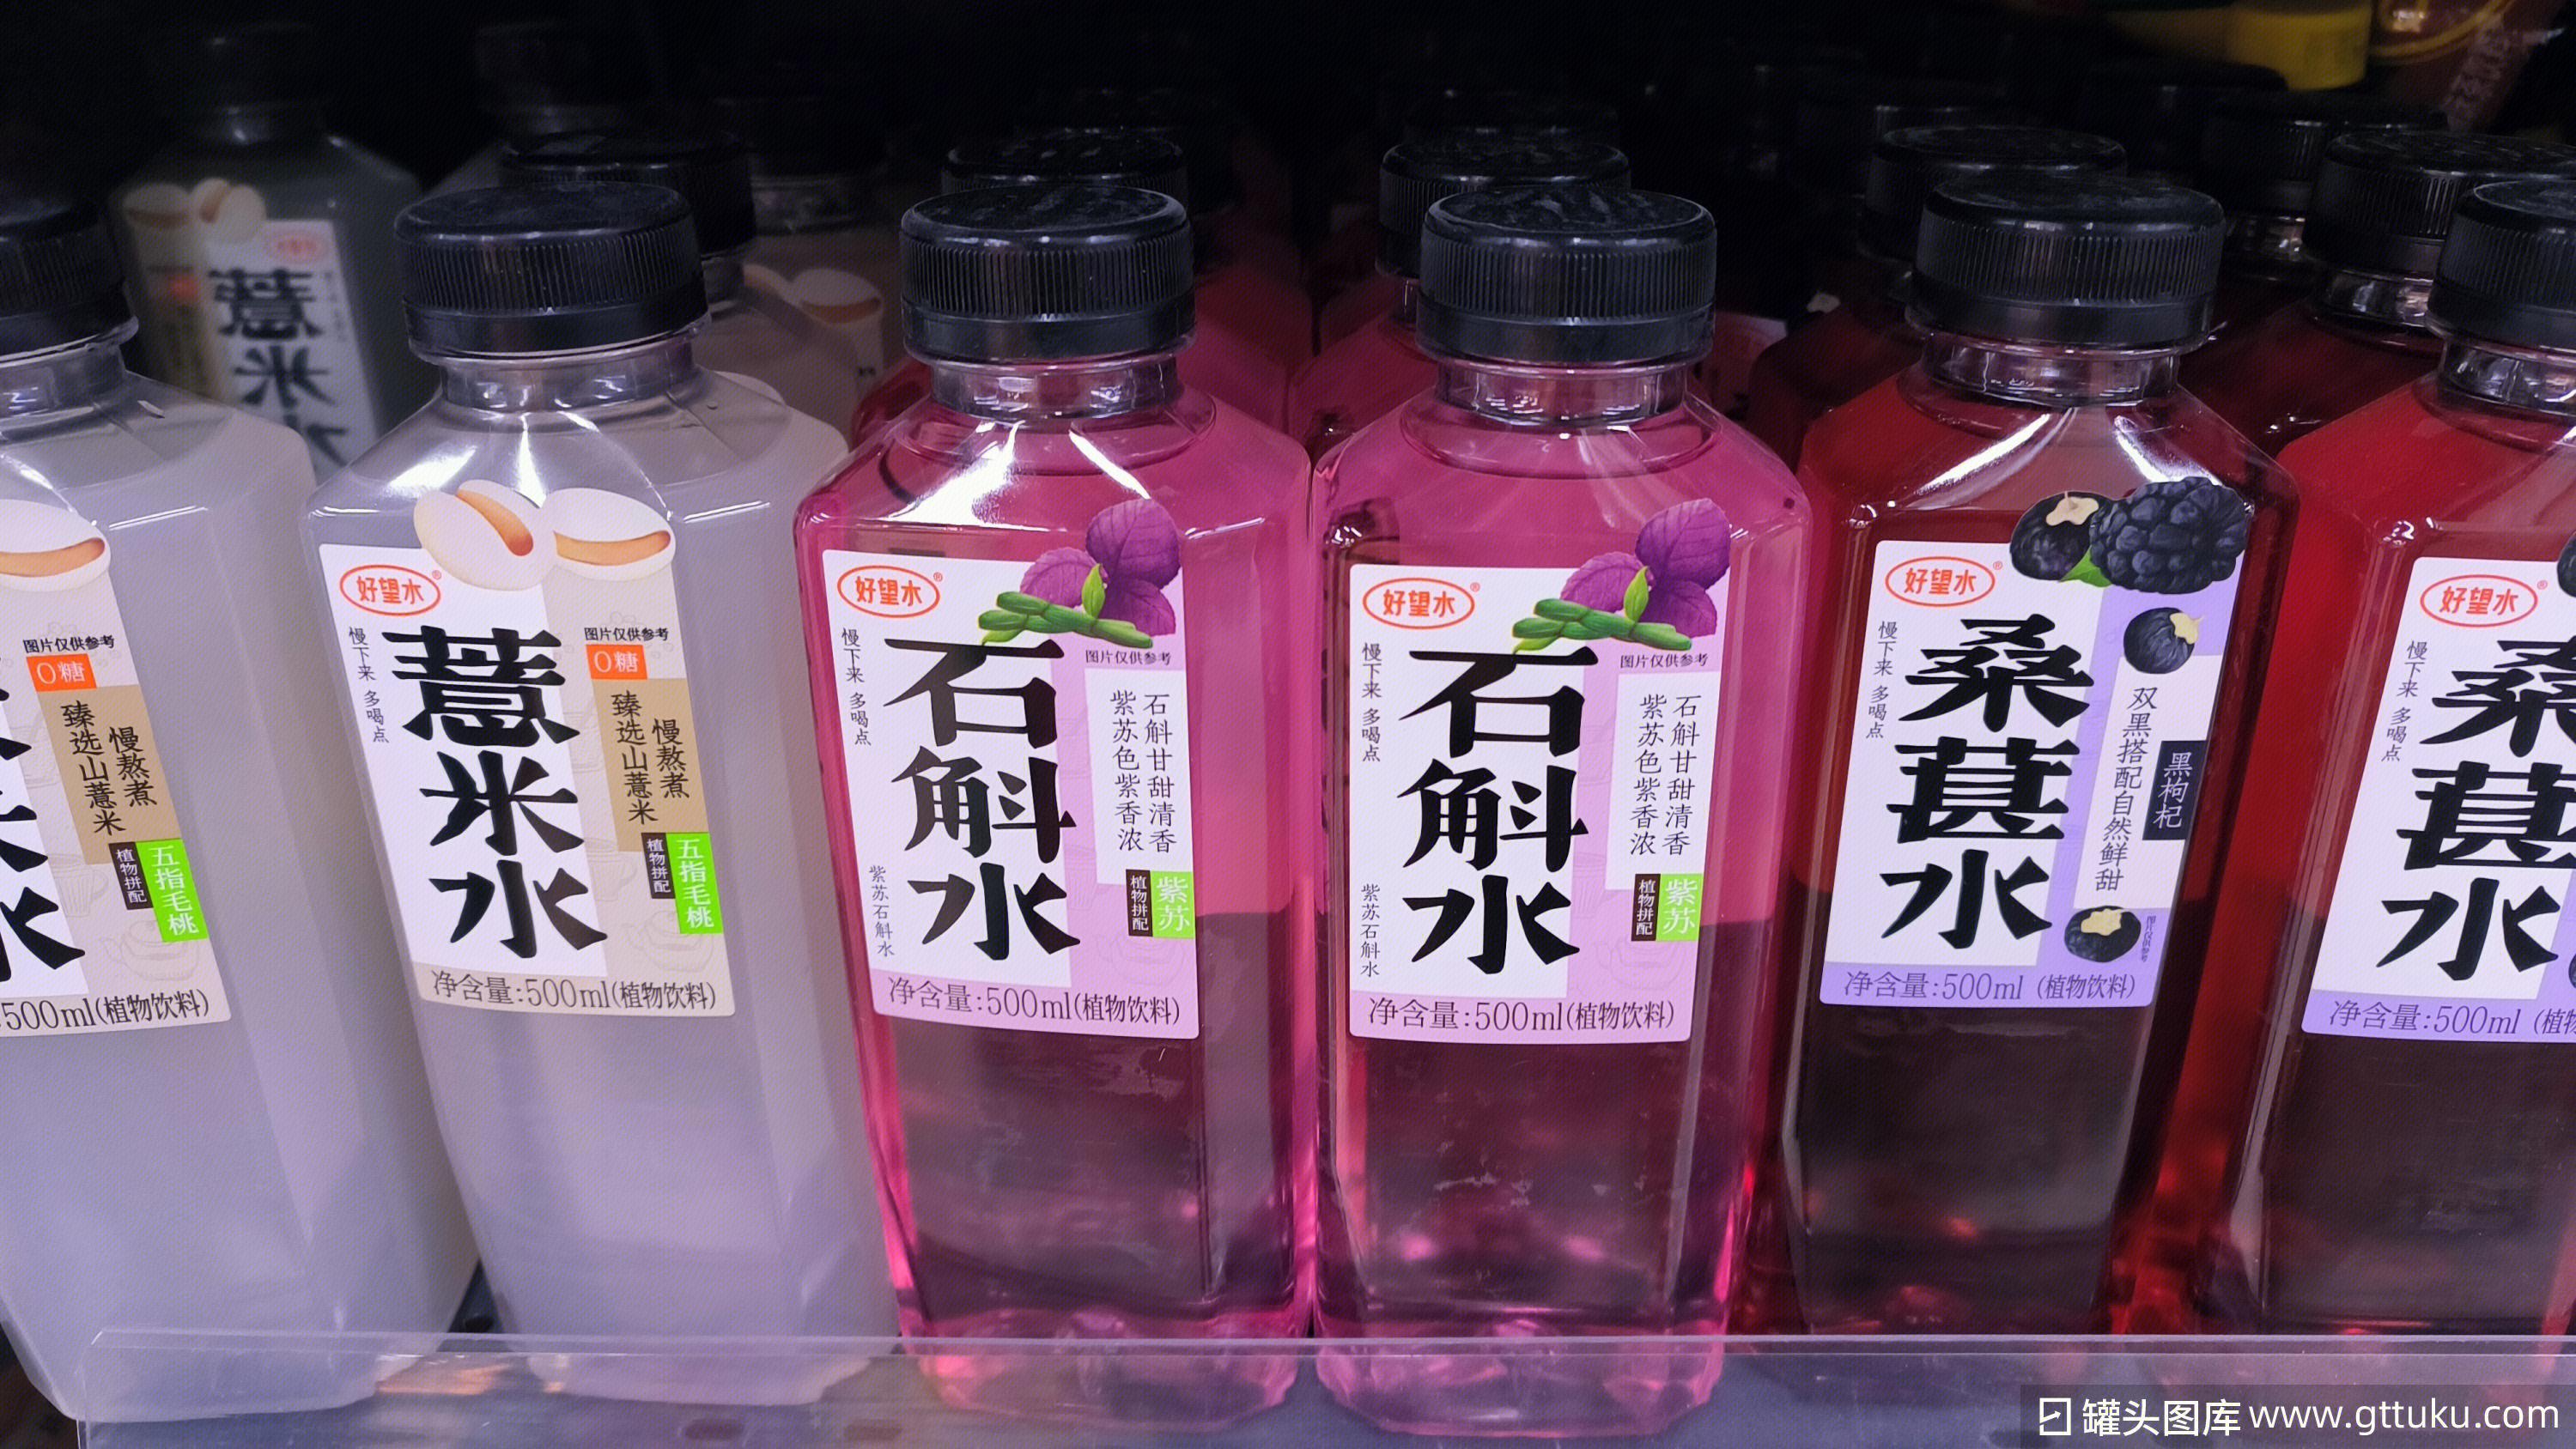 薏米水
图片仅供参考
0糖
慢熬煮
臻选山薏米
植物拼配
五指毛桃
水
500ml(植物饮料)
好望水®
慢下来 多喝点
薏米水
图片仅供参考
0糖
慢熬煮
臻选山薏米
植物拼配
五指毛桃
净含量:500ml(植物饮料)
好望水®
慢下来 多喝点
石斛水
图片仅供参考
石斛甘甜清香
紫苏色紫香浓
植物拼配
紫苏
紫苏石斛水
净含量:500ml(植物饮料)
好望水®
慢下来 多喝点
石斛水
图片仅供参考
石斛甘甜清香
紫苏色紫香浓
植物拼配
紫苏
紫苏石斛水
净含量:500ml(植物饮料)
好望水®
慢下来 多喝点
桑葚水
黑枸杞
双黑搭配自然鲜甜
图片仅供参考
净含量:500ml (植物饮料)
好望水®
慢下来 多喝点
桑葚水
净含量:500ml (植物
罐头图库 www.gttuku.com